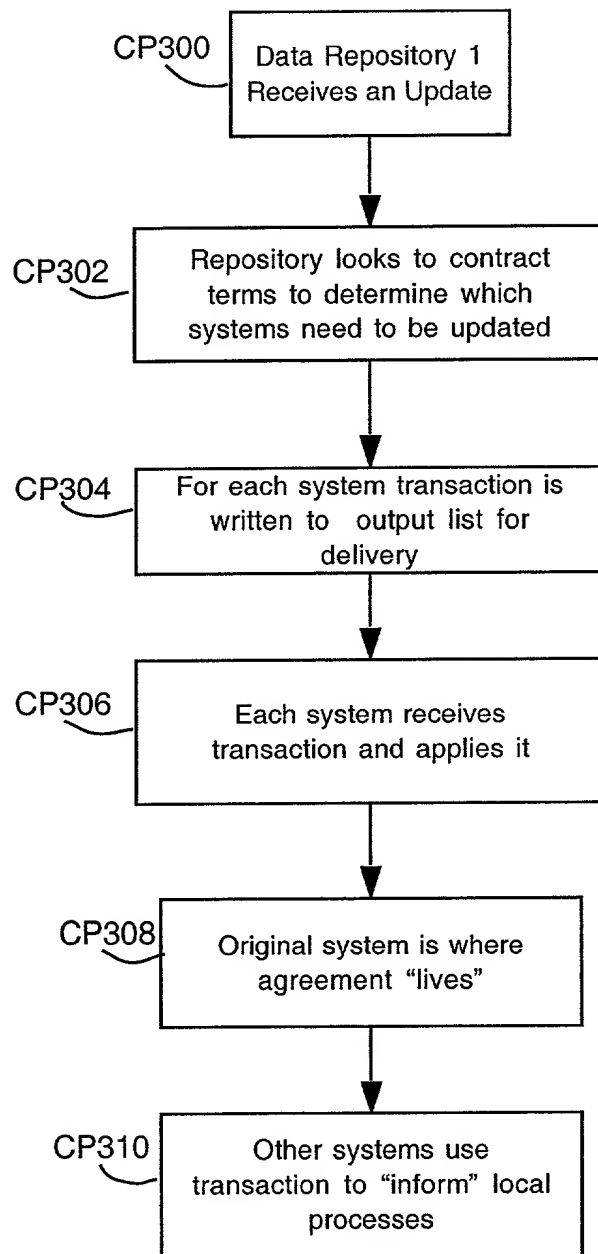 CP300
Data Repository 1
Receives an Update
CP302
Repository looks to contract
terms to determine which
systems need to be updated
CP304
For each system transaction is
written to output list for
delivery
CP306
Each system receives
transaction and applies it
CP308
Original system is where
agreement “lives”
CP310
Other systems use
transaction to “inform” local
processes